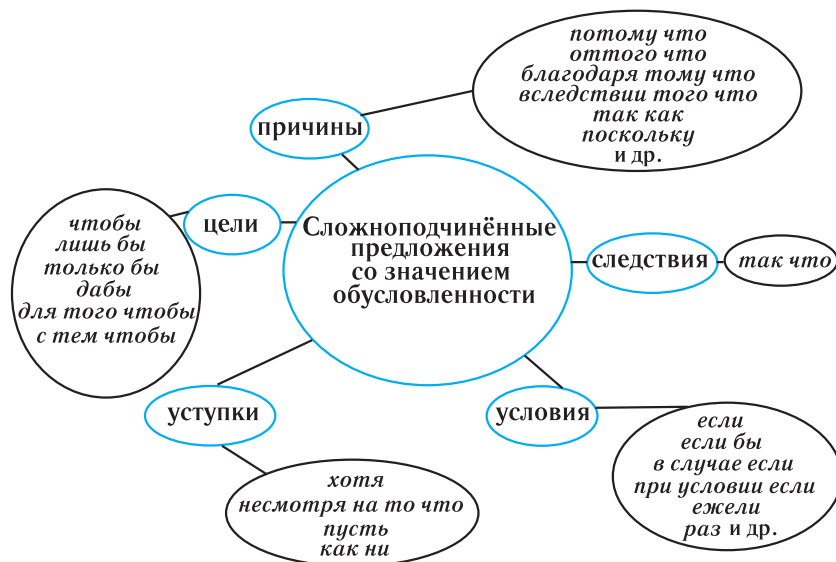 потому что
оттого что
благодаря тому что
вследствии того что
так как
поскольку
и др.
причины
цели
чтобы
лишь бы
только бы
дабы
для того чтобы
с тем чтобы
Сложноподчинённые
предложения
со значением
обусловленности
следствия
так что
уступки
хотя
несмотря на то что
пусть
как ни
условия
если
если бы
в случае если
при условии если
ежели
раз и др.